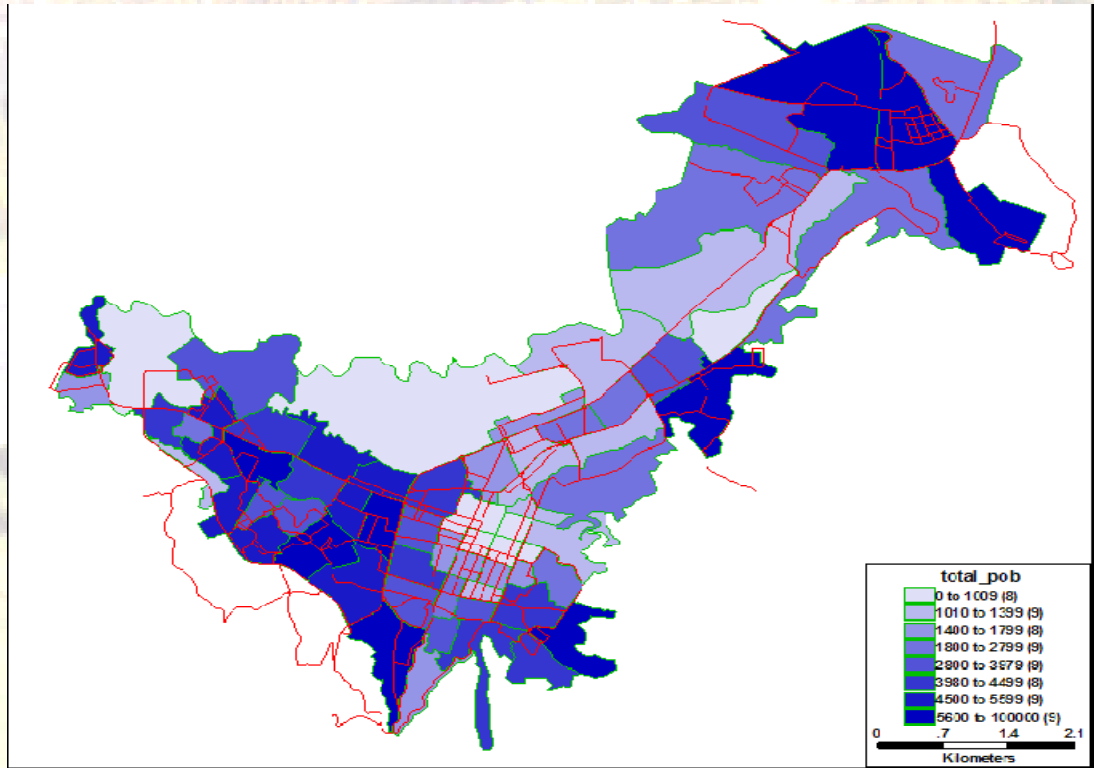 total_pob
0 to 1009 (8)
1010 to 1399 (9)
1400 to 1799 (8)
1800 to 2799 (9)
2800 to 3979 (9)
3980 to 4499 (8)
4500 to 5599 (9)
5600 to 100000 (9)
0 .7 1.4 2.1
Kilometers